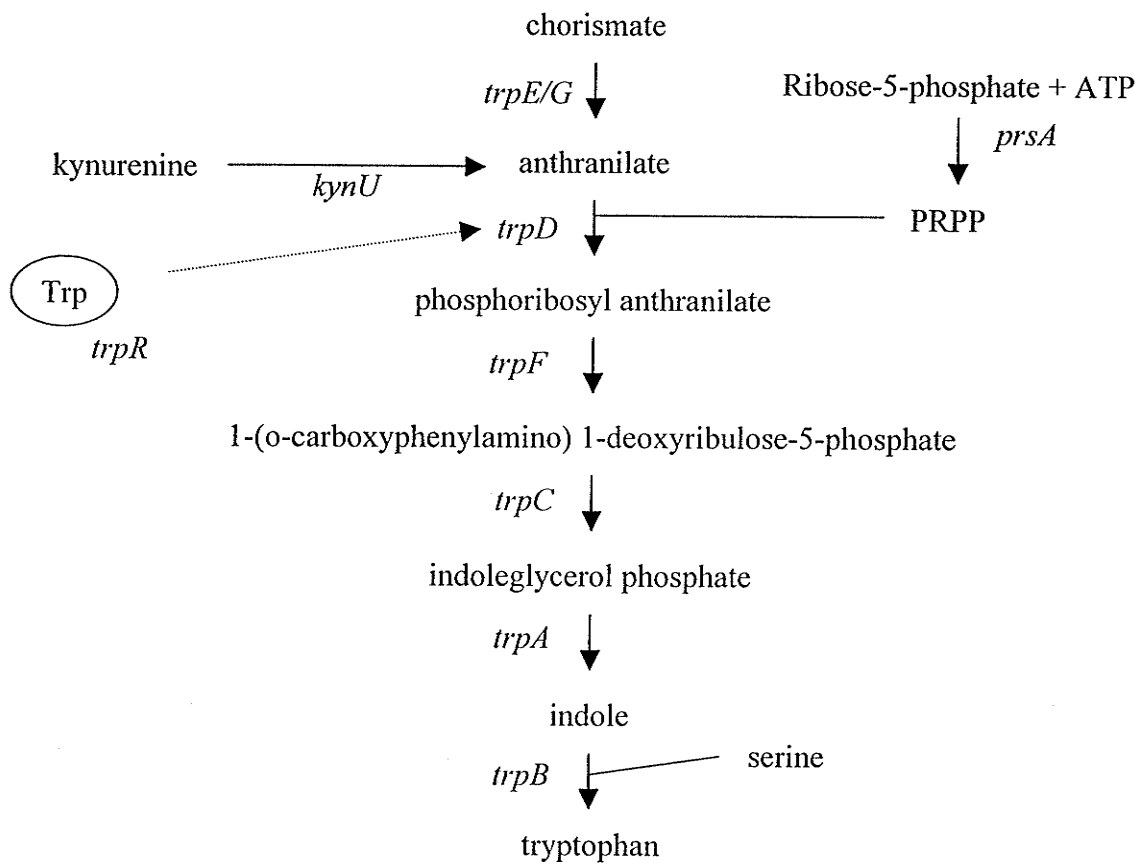 chorismate
trpE/G
Ribose-5-phosphate + ATP
prsA
kynurenine
kynU
anthranilate
trpD
PRPP
Trp
trpR
phosphoribosyl anthranilate
trpF
1-(o-carboxyphenylamino) 1-deoxyribulose-5-phosphate
trpC
indoleglycerol phosphate
trpA
indole
trpB
serine
tryptophan